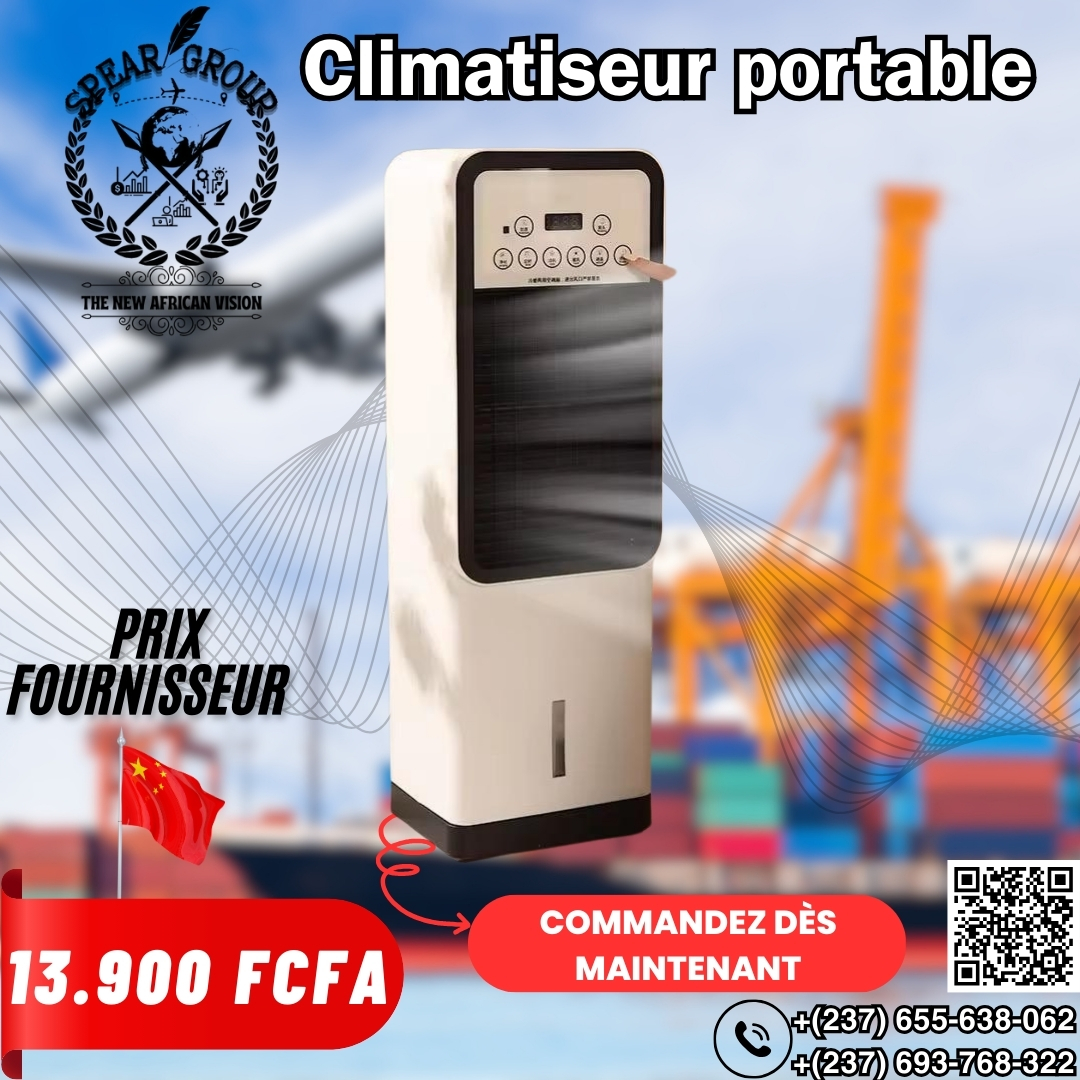 SPEAR GROUP
THE NEW AFRICAN VISION
Climatiseur portable
PRIX
FOURNISSEUR
13.900 FCFA
COMMANDEZ DÈS
MAINTENANT
+(237) 655-638-062
+(237) 693-768-322